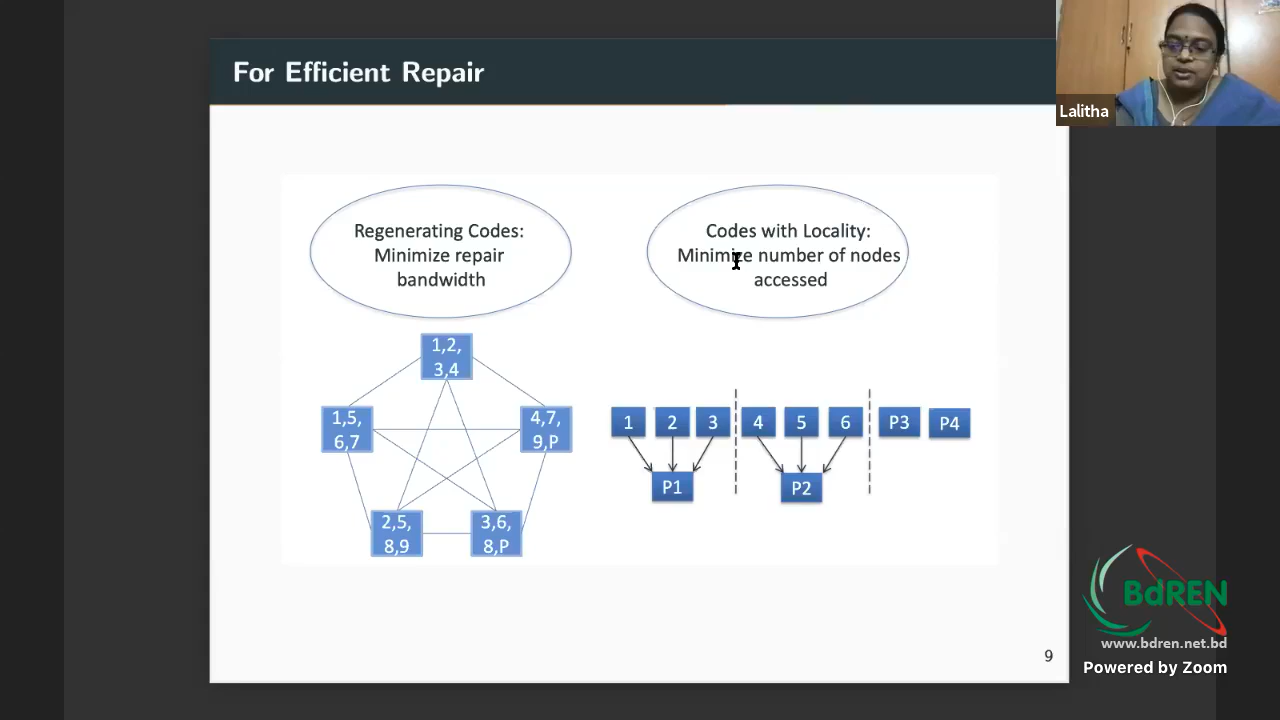 For Efficient Repair
Lalitha
Regenerating Codes:
Minimize repair
bandwidth
Codes with Locality:
Minimize number of nodes
accessed
1,2,
3,4
1,5,
6,7
4,7,
9,P
2,5,
8,9
3,6,
8,P
1 2 3 4 5 6 P3 P4
P1 P2
BdREN
www.bdren.net.bd
9
Powered by Zoom